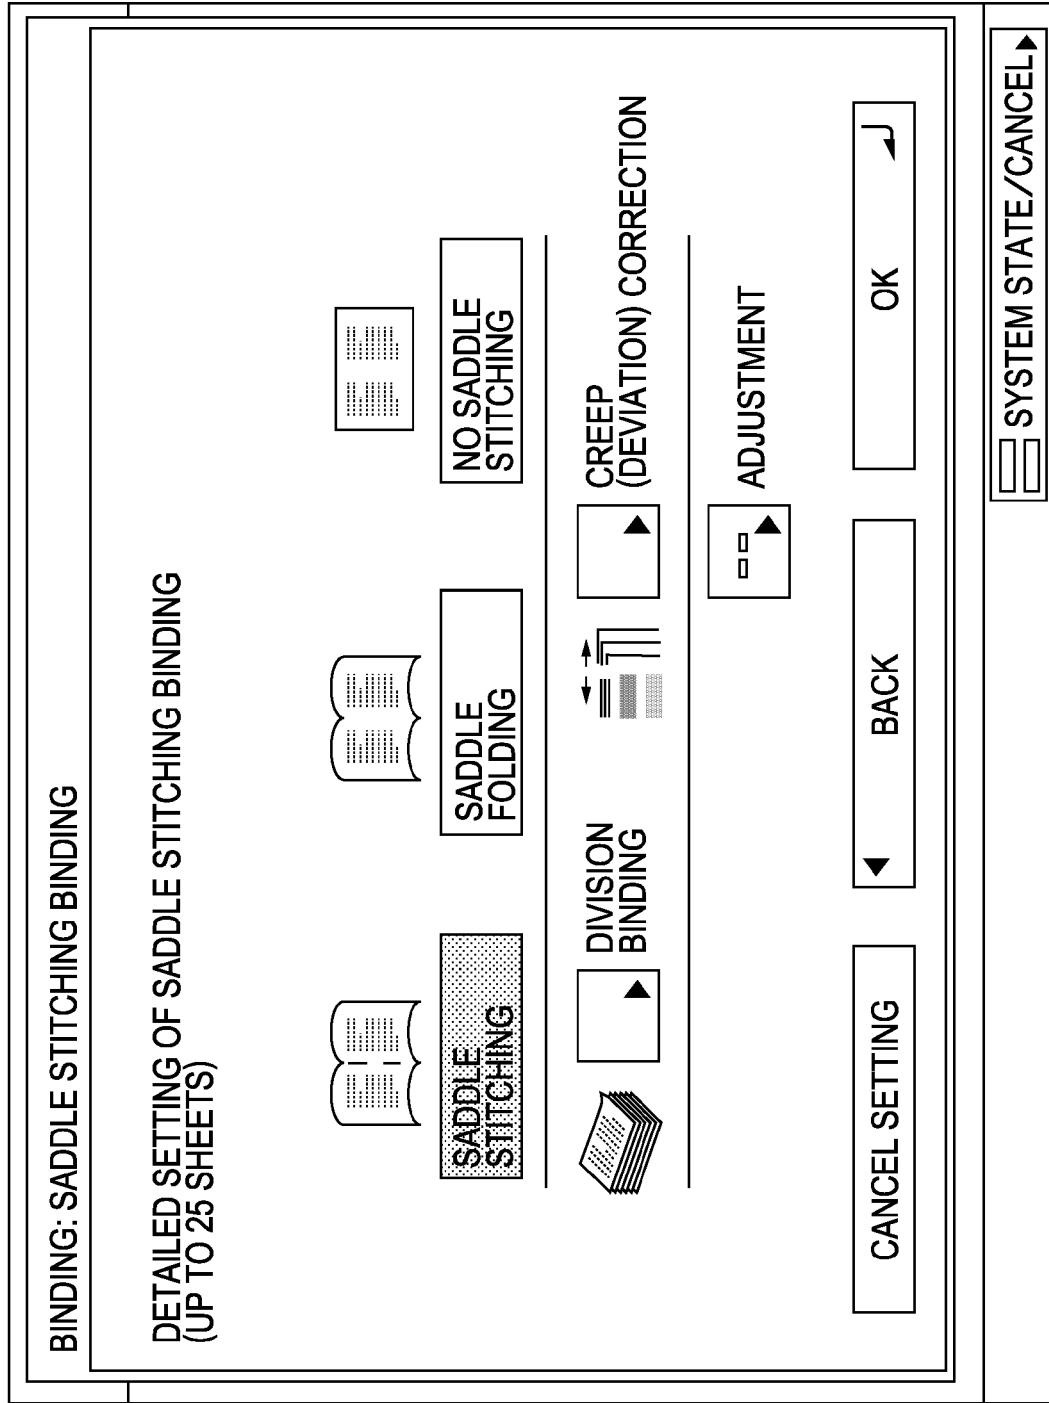 BINDING: SADDLE STITCHING BINDING
DETAILED SETTING OF SADDLE STITCHING BINDING
(UP TO 25 SHEETS)
SADDLE
STITCHING
SADDLE
FOLDING
NO SADDLE
STITCHING
DIVISION
BINDING
CREEP
(DEVIATION) CORRECTION
ADJUSTMENT
CANCEL SETTING
BACK
OK
SYSTEM STATE/CANCEL